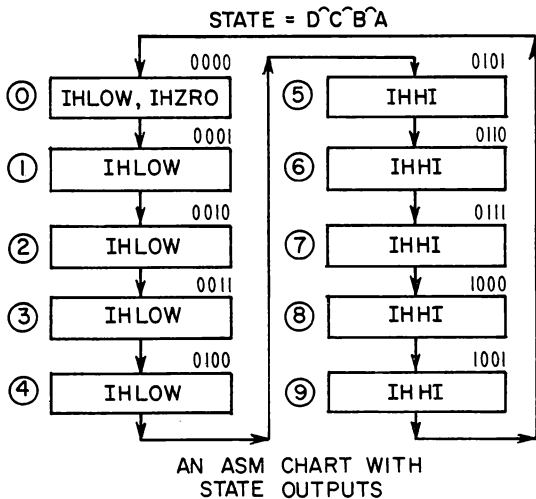 STATE = D^C^B^A
0000
⓪ IHLOW, IHZRO
0001
① IHLOW
0010
② IHLOW
0011
③ IHLOW
0100
④ IHLOW
0101
⑤ IHHI
0110
⑥ IHHI
0111
⑦ IHHI
1000
⑧ IHHI
1001
⑨ IHHI
AN ASM CHART WITH
STATE OUTPUTS